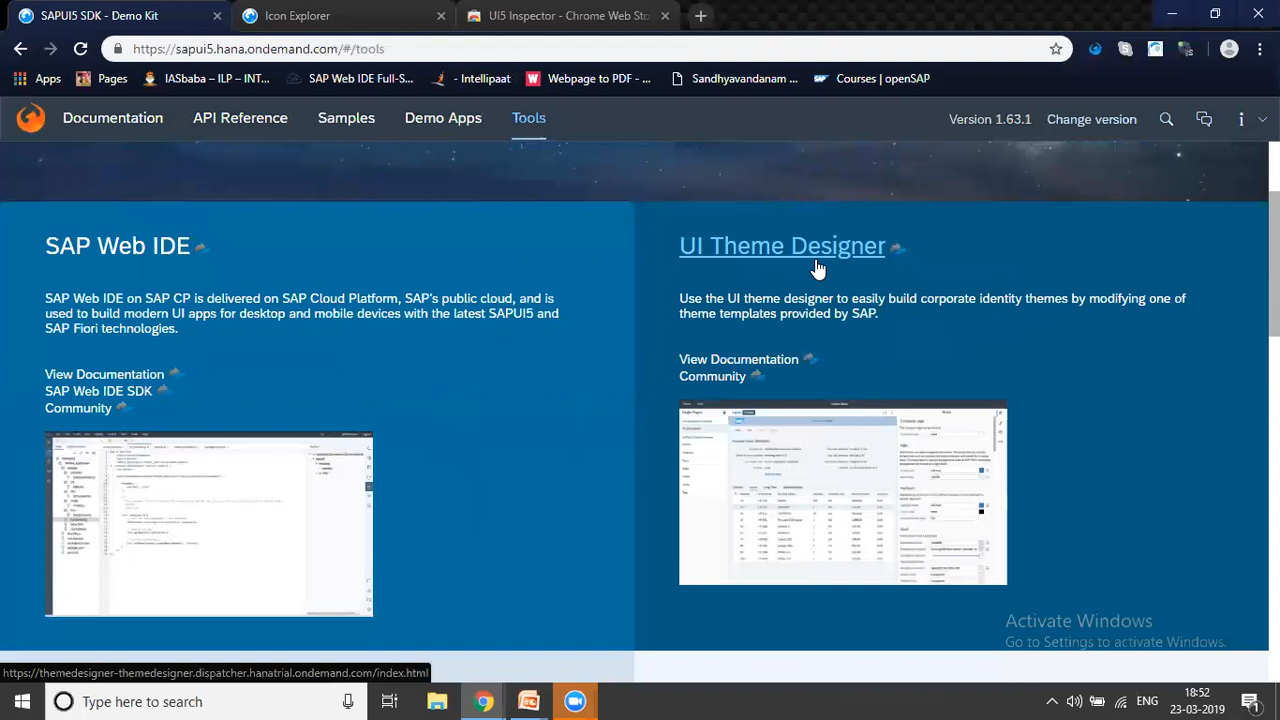 SAPUI5 SDK - Demo Kit
Icon Explorer
UI5 Inspector - Chrome Web Sto
https://sapui5.hana.ondemand.com/#/tools
Apps
Pages
IASbaba – ILP – INT...
SAP Web IDE Full-S...
- Intellipaat
Webpage to PDF - ...
Sandhyavandanam ...
Courses | openSAP
Documentation
API Reference
Samples
Demo Apps
Tools
Version 1.63.1
Change version
SAP Web IDE
SAP Web IDE on SAP CP is delivered on SAP Cloud Platform, SAP's public cloud, and is
used to build modern UI apps for desktop and mobile devices with the latest SAPUI5 and
SAP Fiori technologies.
View Documentation
SAP Web IDE SDK
Community
UI Theme Designer
Use the UI theme designer to easily build corporate identity themes by modifying one of
theme templates provided by SAP.
View Documentation
Community
Activate Windows
Go to Settings to activate Windows.
https://themedesigner-themedesigner.dispatcher.hanatrial.ondemand.com/index.html
Type here to search
ENG
18:52
23-03-2019